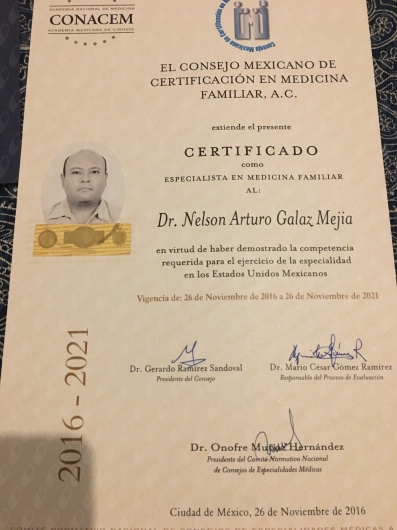 ACADEMIA NACIONAL DE MEDICINA
CONACEM
ACADEMIA MEXICANA DE CIRUGÍA
EL CONSEJO MEXICANO DE
CERTIFICACIÓN EN MEDICINA
FAMILIAR, A.C.
extiende el presente
CERTIFICADO
como
ESPECIALISTA EN MEDICINA FAMILIAR
AL:
Dr. Nelson Arturo Galaz Mejia
en virtud de haber demostrado la competencia
requerida para el ejercicio de la especialidad
en los Estados Unidos Mexicanos
Vigencia de: 26 de Noviembre de 2016 a 26 de Noviembre de 2021
2016 - 2021
Dr. Gerardo Ramirez Sandoval
Presidente del Consejo
Dr. Mario César Gómez Ramirez
Responsable del Proceso de Evaluación
Dr. Onofre Muñoz Hernández
Presidente del Comité Normativo Nacional
de Consejos de Especialidades Médicas
Ciudad de México, 26 de Noviembre de 2016